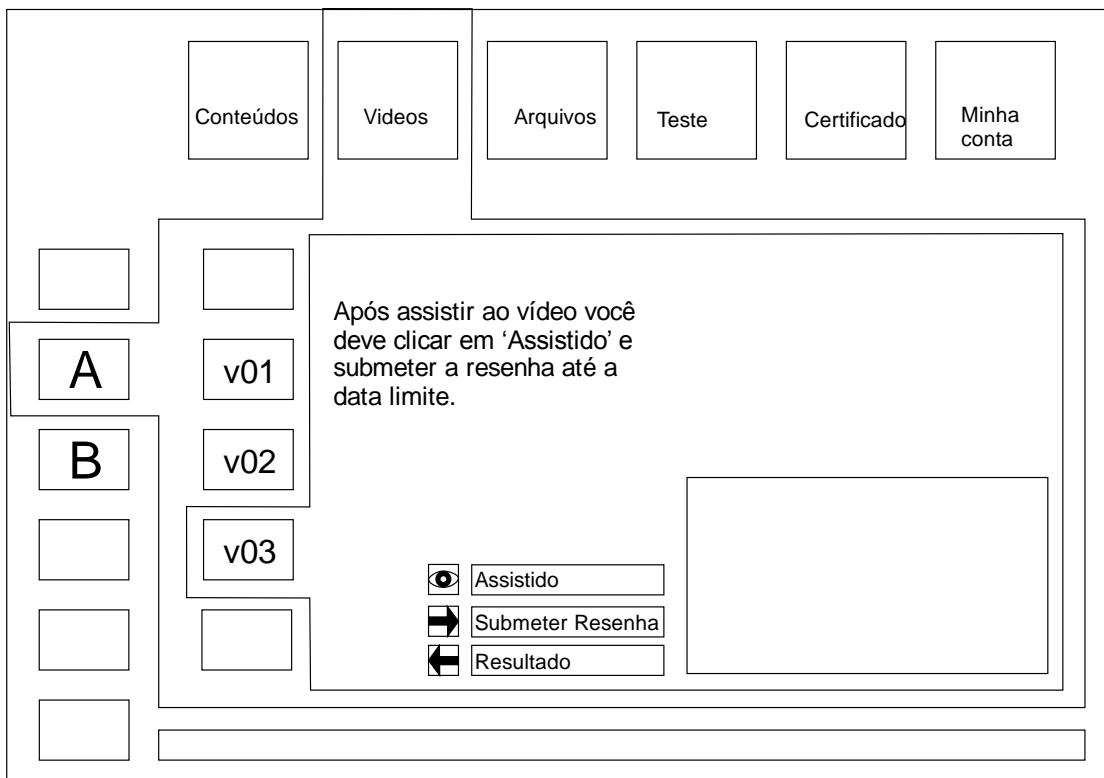 Conteúdos
Videos
Arquivos
Teste
Certificado
Minha
conta
A
B
v01
v02
v03
Após assistir ao vídeo você
deve clicar em ‘Assistido’ e
submeter a resenha até a
data limite.
Assistido
Submeter Resenha
Resultado